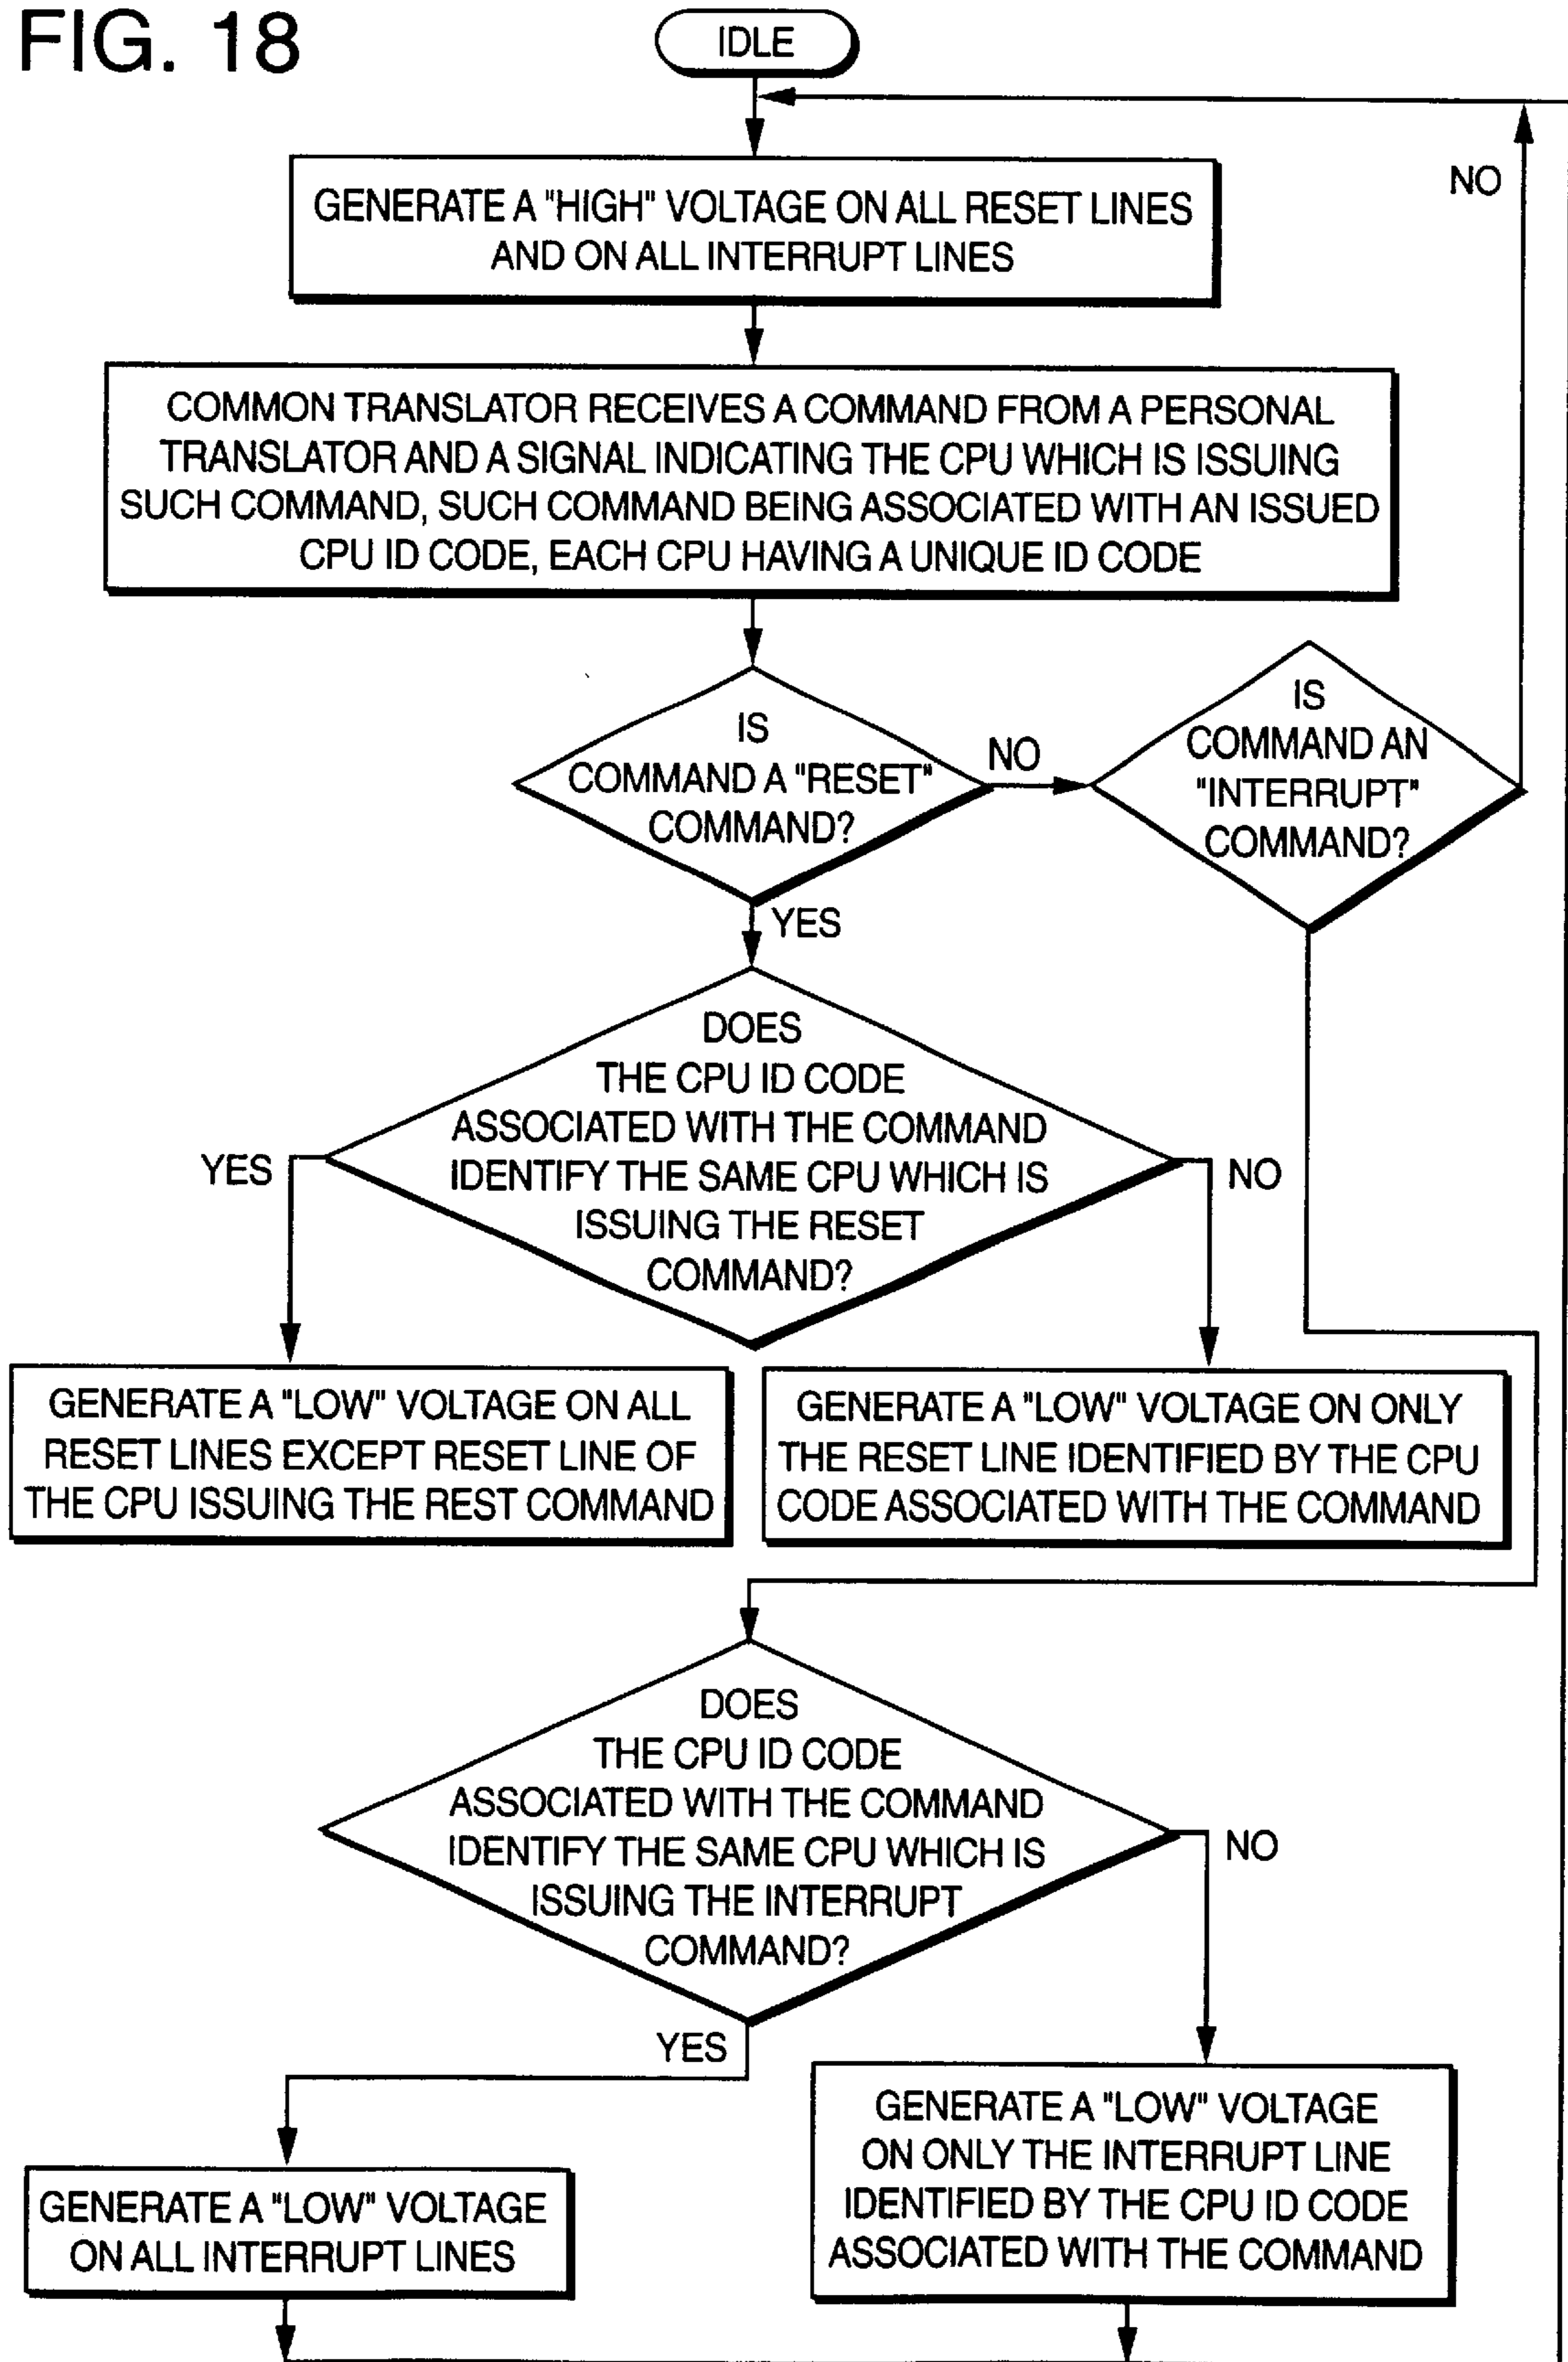 FIG. 18
IDLE
GENERATE A "HIGH" VOLTAGE ON ALL RESET LINES
AND ON ALL INTERRUPT LINES
NO
COMMON TRANSLATOR RECEIVES A COMMAND FROM A PERSONAL
TRANSLATOR AND A SIGNAL INDICATING THE CPU WHICH IS ISSUING
SUCH COMMAND, SUCH COMMAND BEING ASSOCIATED WITH AN ISSUED
CPU ID CODE, EACH CPU HAVING A UNIQUE ID CODE
IS
COMMAND A "RESET"
COMMAND?
NO
IS
COMMAND AN
"INTERRUPT"
COMMAND?
YES
DOES
THE CPU ID CODE
ASSOCIATED WITH THE COMMAND
IDENTIFY THE SAME CPU WHICH IS
ISSUING THE RESET
COMMAND?
YES
NO
GENERATE A "LOW" VOLTAGE ON ALL
RESET LINES EXCEPT RESET LINE OF
THE CPU ISSUING THE REST COMMAND
GENERATE A "LOW" VOLTAGE ON ONLY
THE RESET LINE IDENTIFIED BY THE CPU
CODE ASSOCIATED WITH THE COMMAND
DOES
THE CPU ID CODE
ASSOCIATED WITH THE COMMAND
IDENTIFY THE SAME CPU WHICH IS
ISSUING THE INTERRUPT
COMMAND?
NO
YES
GENERATE A "LOW" VOLTAGE
ON ALL INTERRUPT LINES
GENERATE A "LOW" VOLTAGE
ON ONLY THE INTERRUPT LINE
IDENTIFIED BY THE CPU ID CODE
ASSOCIATED WITH THE COMMAND